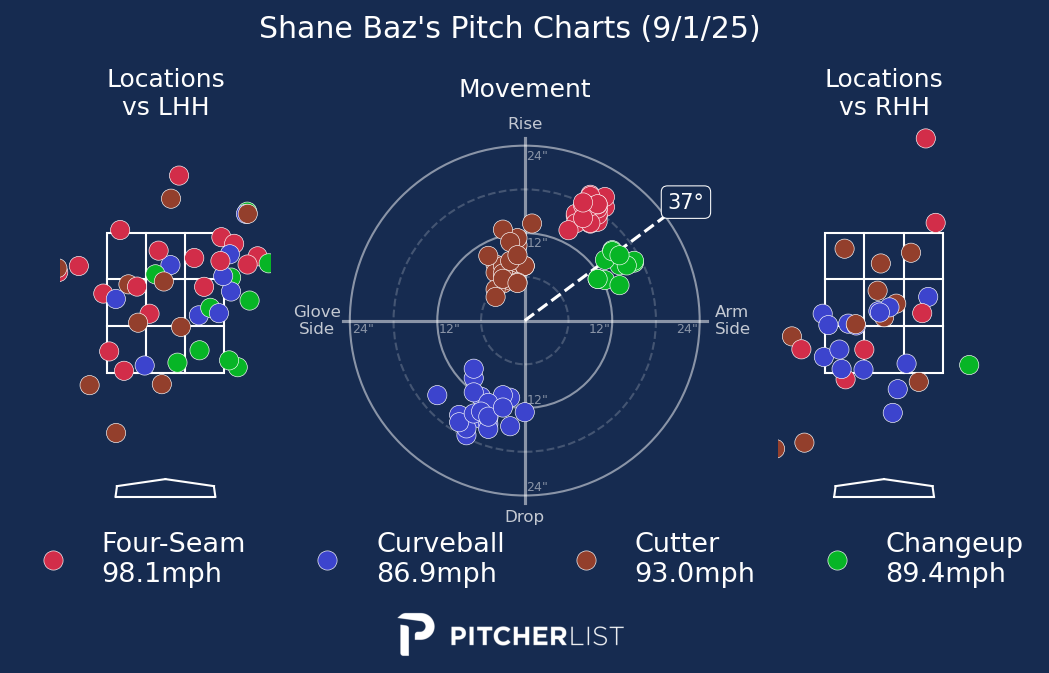 Shane Baz's Pitch Charts (9/1/25)
Locations
vs LHH
Movement
Locations
vs RHH
Rise
24"
12"
37°
Glove
Side
24"
12"
12"
24"
Arm
Side
12"
24"
Drop
Four-Seam
98.1mph
Curveball
86.9mph
Cutter
93.0mph
Changeup
89.4mph
PITCHERLIST